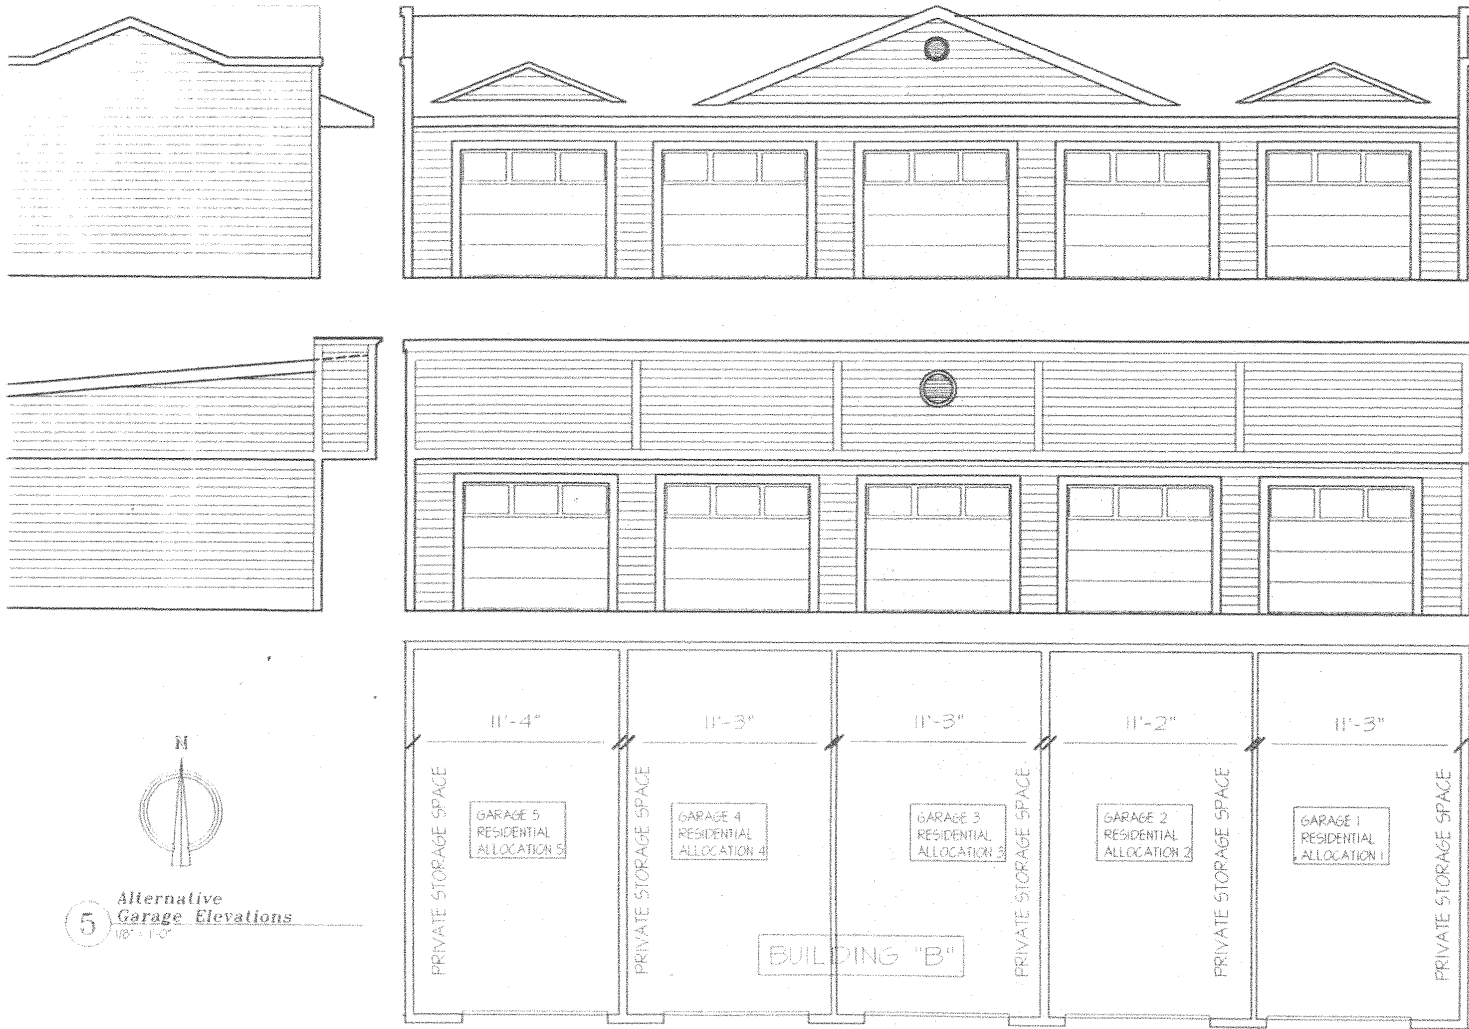 11'-4"
11'-3"
11'-3"
11'-2"
11'-3"
N
PRIVATE STORAGE SPACE
GARAGE 5
RESIDENTIAL
ALLOCATION 5
PRIVATE STORAGE SPACE
GARAGE 4
RESIDENTIAL
ALLOCATION 4
GARAGE 3
RESIDENTIAL
ALLOCATION 3
PRIVATE STORAGE SPACE
GARAGE 2
RESIDENTIAL
ALLOCATION 2
PRIVATE STORAGE SPACE
GARAGE 1
RESIDENTIAL
ALLOCATION 1
PRIVATE STORAGE SPACE
5
Alternative
Garage Elevations
1/8" = 1'-0"
BUILDING "B"